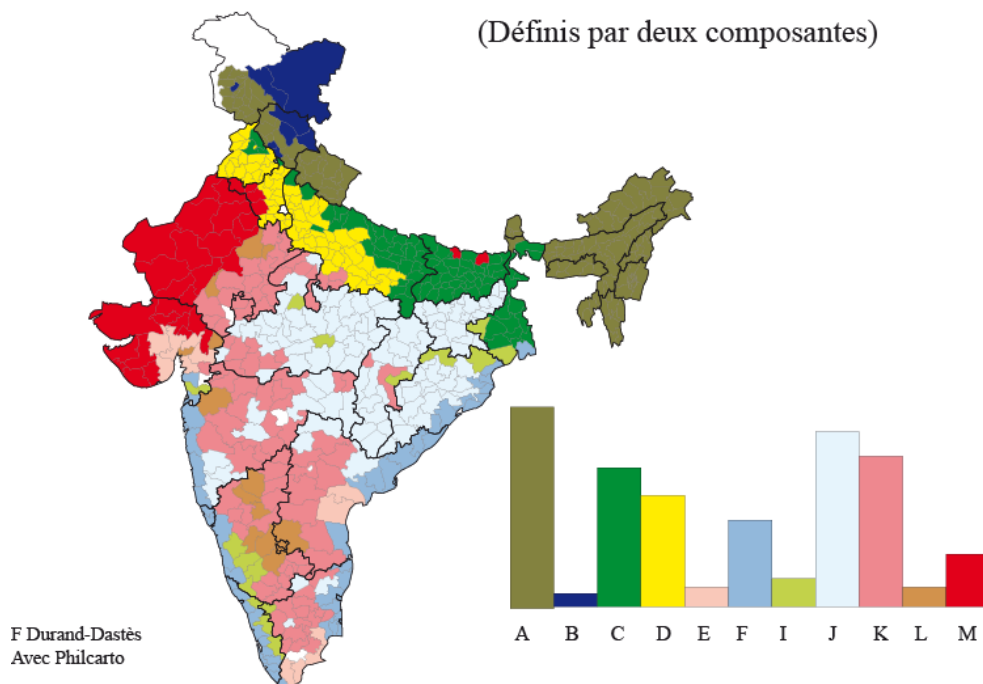 (Définis par deux composantes)
A B C D E F I J K L M
F Durand-Dastès
Avec Philcarto